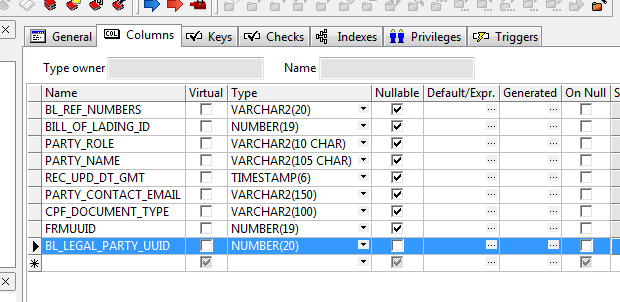 General Columns Keys Checks Indexes Privileges Triggers
Type owner Name
Name Virtual Type Nullable Default/Expr. Generated On Null S
BL_REF_NUMBERS VARCHAR2(20) ... ...
BILL_OF_LADING_ID NUMBER(19) ... ...
PARTY_ROLE VARCHAR2(10 CHAR) ... ...
PARTY_NAME VARCHAR2(105 CHAR) ... ...
REC_UPD_DT_GMT TIMESTAMP(6) ... ...
PARTY_CONTACT_EMAIL VARCHAR2(150) ... ...
CPF_DOCUMENT_TYPE VARCHAR2(100) ... ...
FRMUUID NUMBER(19) ... ...
BL_LEGAL_PARTY_UUID NUMBER(20) ... ...
* ... ...